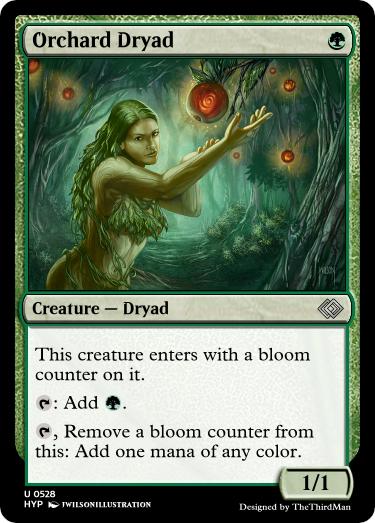 Orchard Dryad
Creature — Dryad
This creature enters with a bloom
counter on it.
: Add .
, Remove a bloom counter from
this: Add one mana of any color.
1/1
U 0528
HYP JWILSONILLUSTRATION
Designed by TheThirdMan